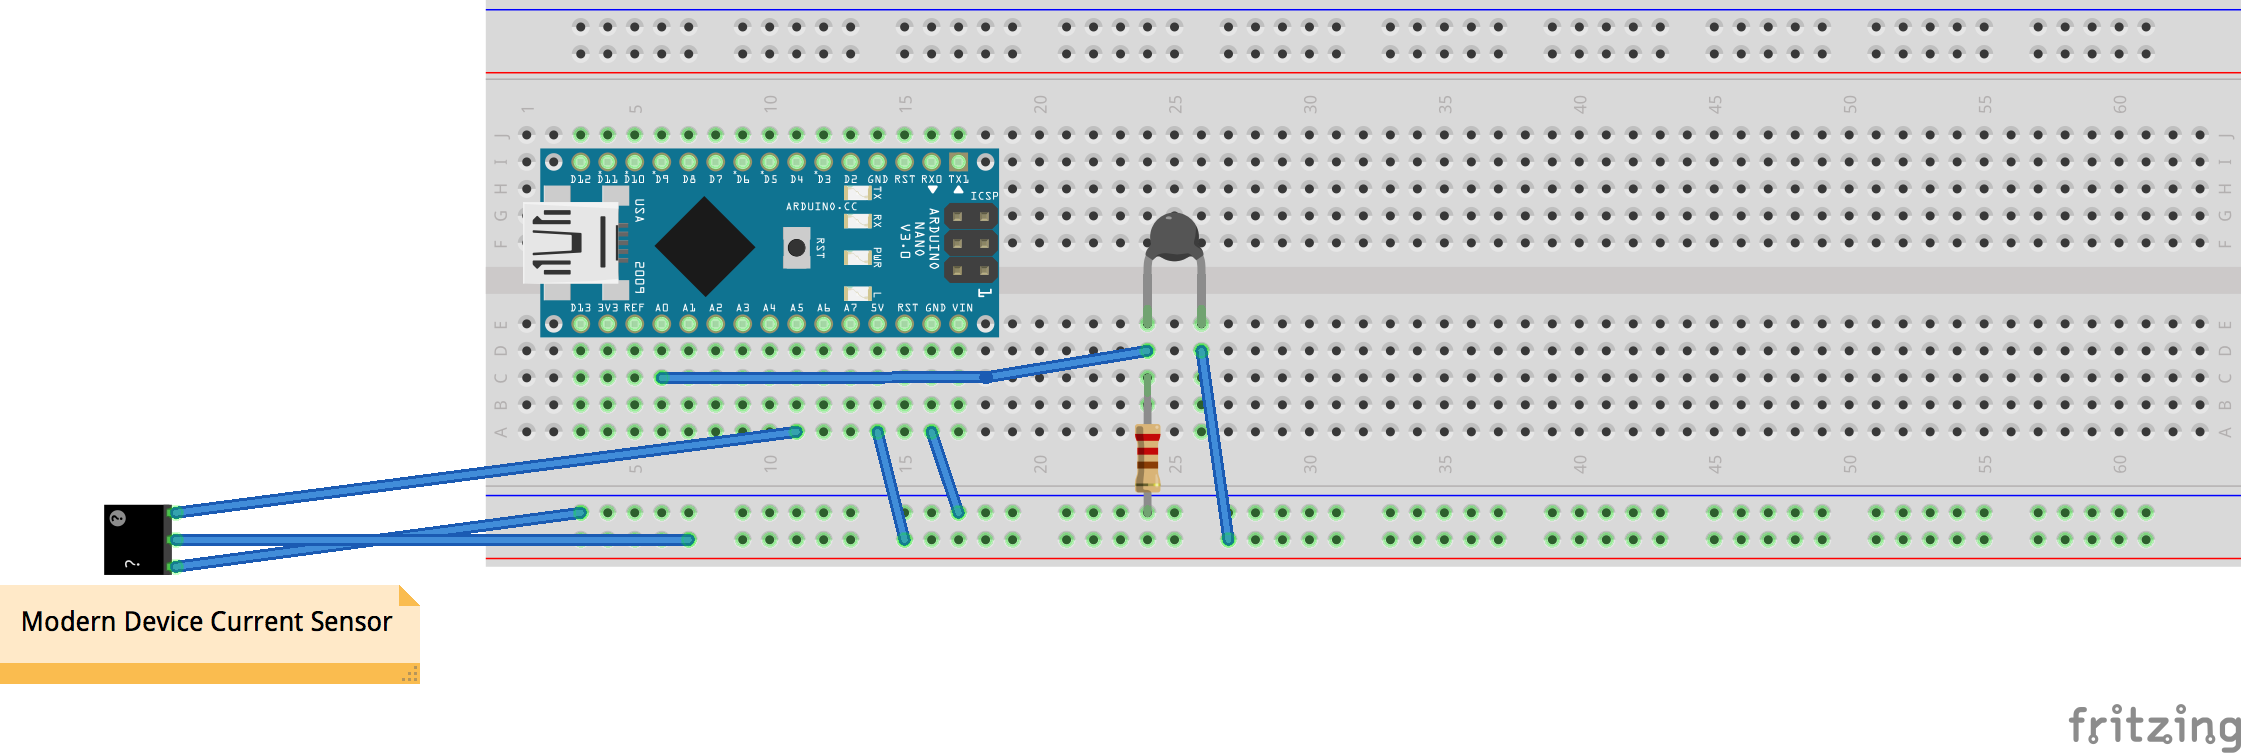 1 5 10 15 20 25 30 35 40 45 50 55 60
J J
I I
D12 D11 D10 D9 D8 D7 D6 D5 D4 D3 D2 GND RST RX0 TX1
H H
ICSP
TX
ARDUINO.CC
G G
USA
RX
ARDUINO
NANO
V3.0
RST
F F
PWR
2009
L
1
D13 3V3 REF A0 A1 A2 A3 A4 A5 A6 A7 5V RST GND VIN
E E
D D
C C
B B
A A
5 10 15 20 25 30 35 40 45 50 55 60
?
?
Modern Device Current Sensor
fritzing